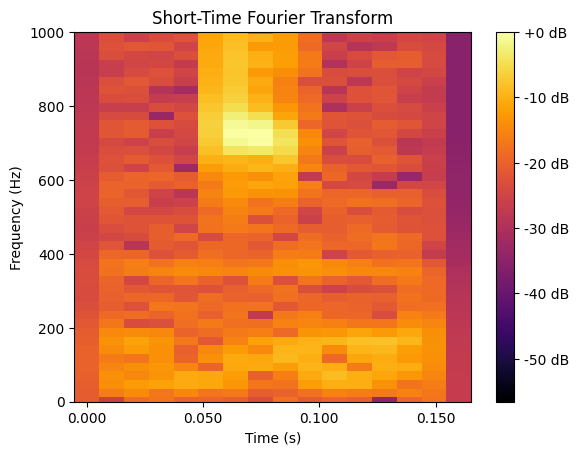 Short-Time Fourier Transform
1000
800
600
400
200
0
Frequency (Hz)
0.000
0.050
0.100
0.150
Time (s)
+0 dB
-10 dB
-20 dB
-30 dB
-40 dB
-50 dB